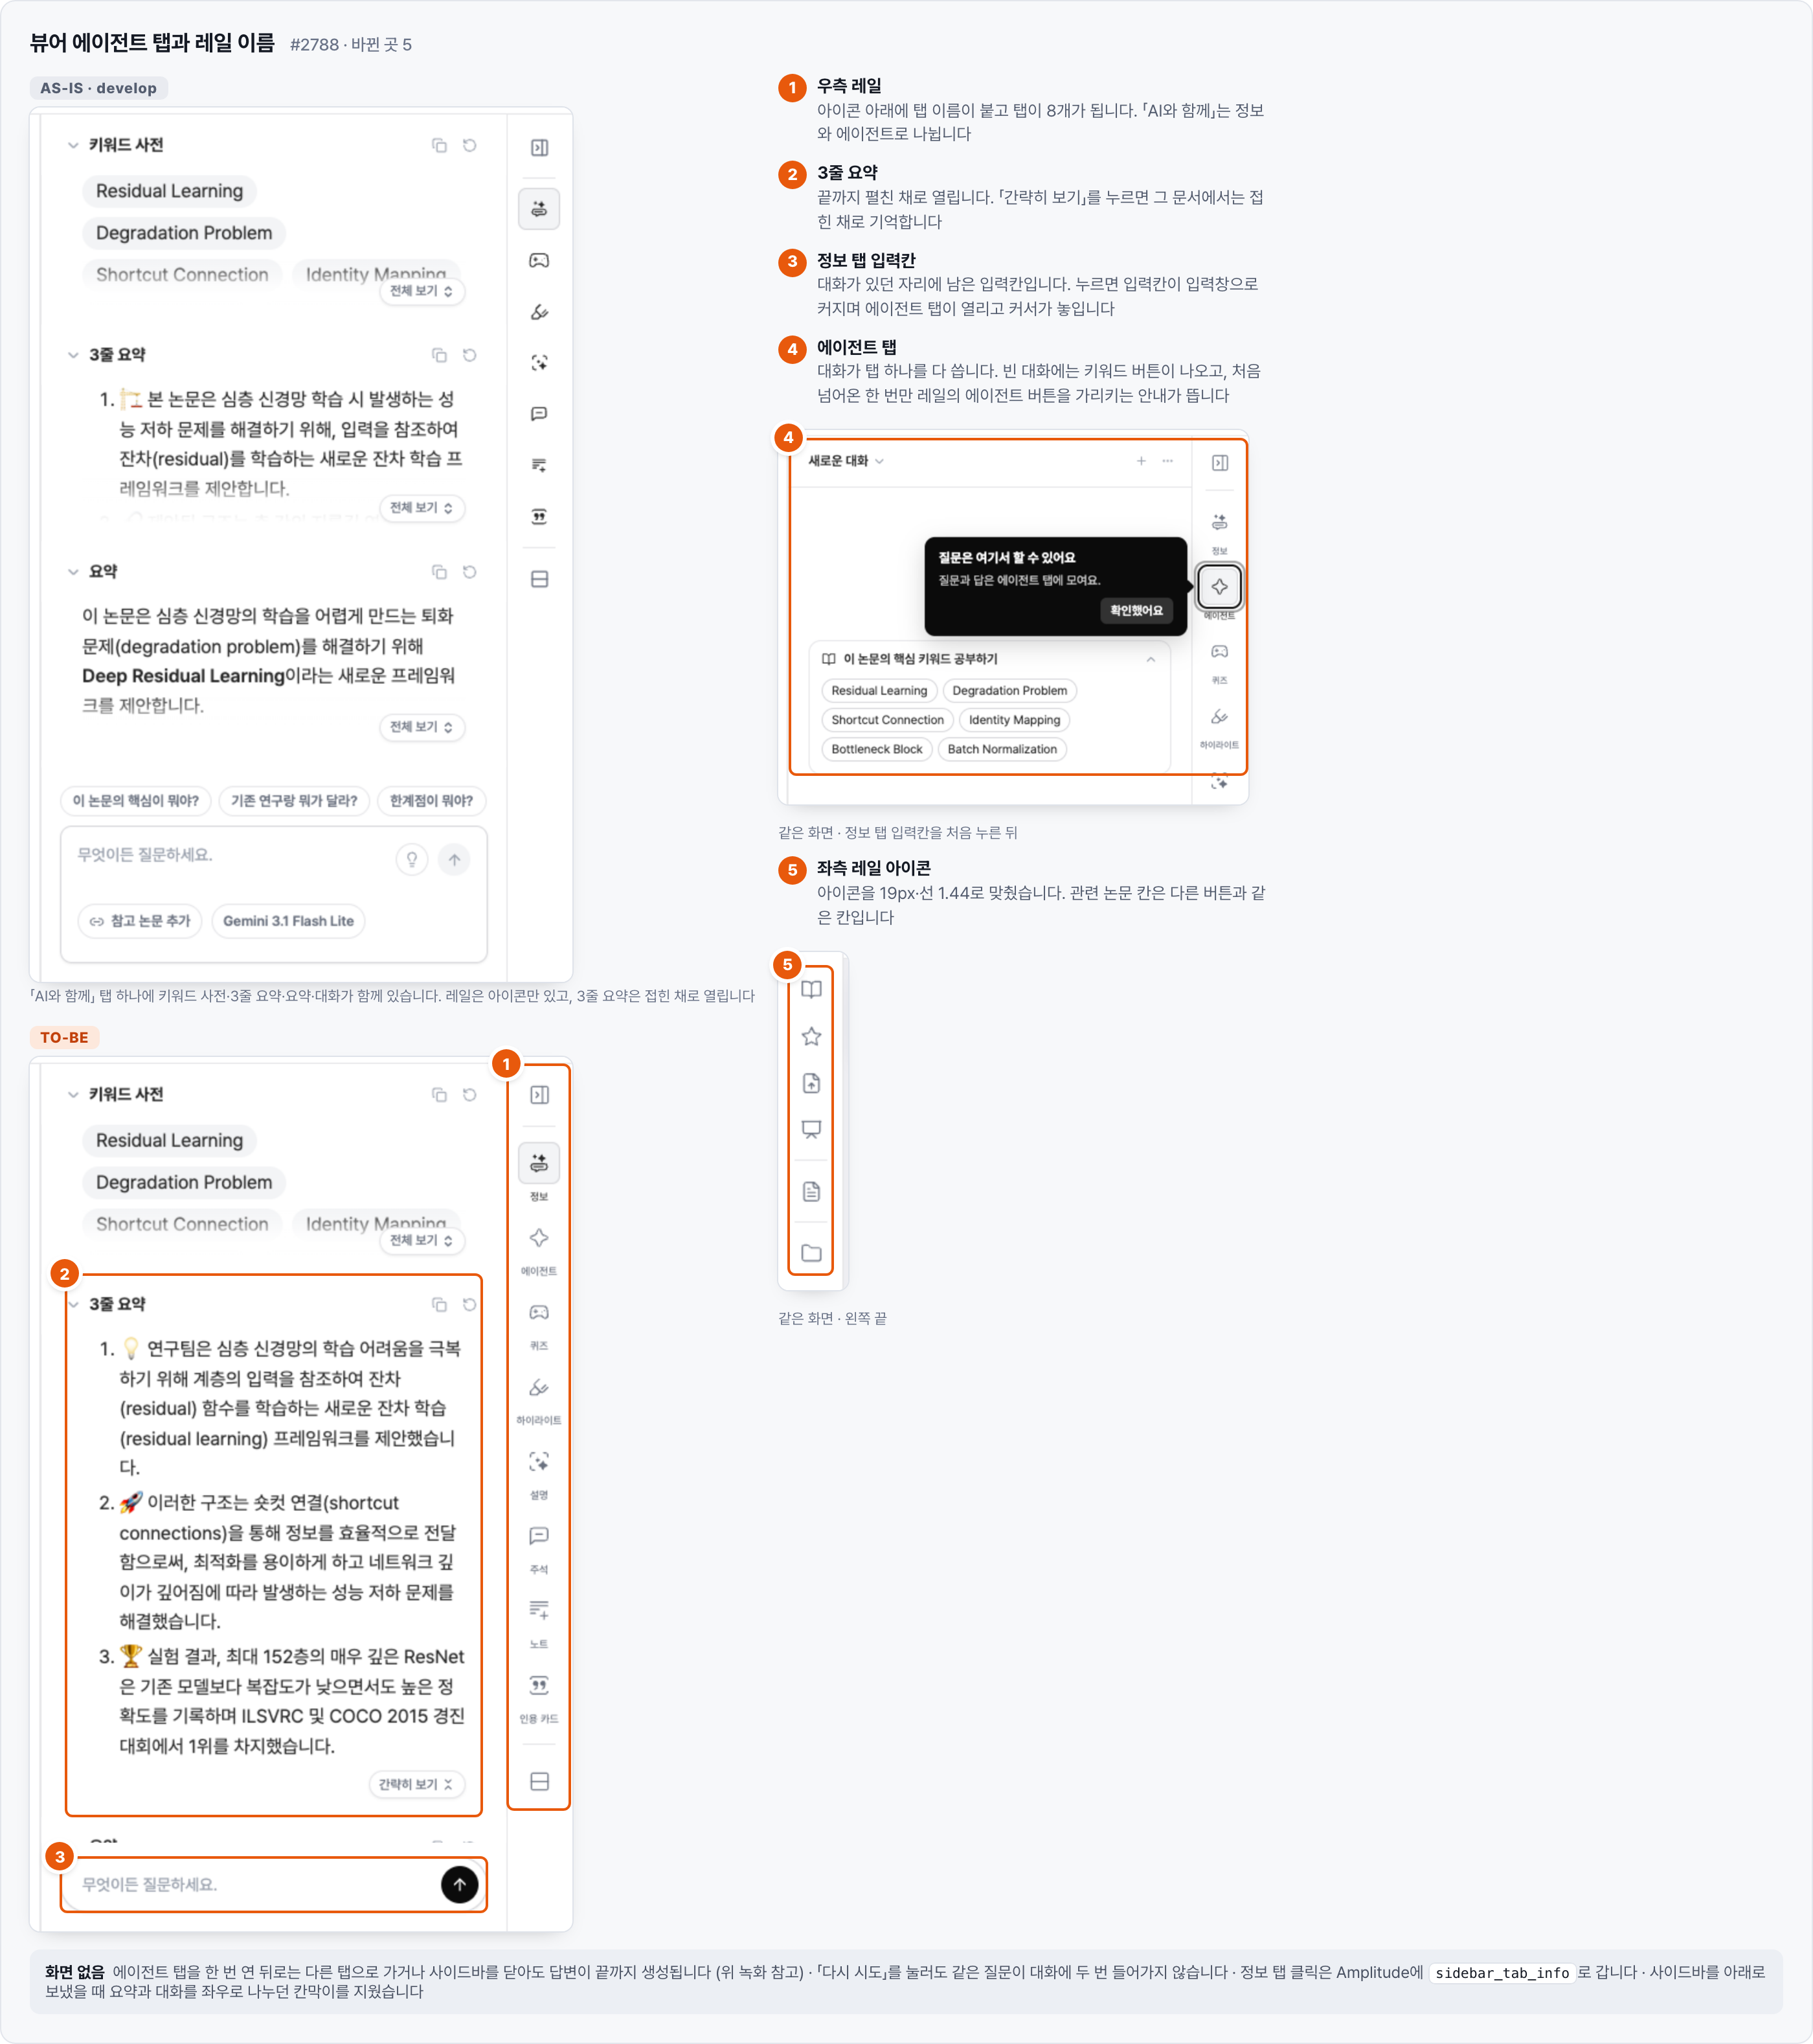 뷰어 에이전트 탭과 레일 이름 #2788 · 바뀐 곳 5
AS-IS · develop
키워드 사전
Residual Learning
Degradation Problem
Shortcut Connection Identity Mapping
전체 보기
3줄 요약
1. 🏗️ 본 논문은 심층 신경망 학습 시 발생하는 성
능 저하 문제를 해결하기 위해, 입력을 참조하여
잔차(residual)를 학습하는 새로운 잔차 학습 프
레임워크를 제안합니다.
전체 보기
요약
이 논문은 심층 신경망의 학습을 어렵게 만드는 퇴화
문제(degradation problem)를 해결하기 위해
Deep Residual Learning이라는 새로운 프레임워
크를 제안합니다.
전체 보기
이 논문의 핵심이 뭐야? 기존 연구랑 뭐가 달라? 한계점이 뭐야?
무엇이든 질문하세요.
참고 논문 추가 Gemini 3.1 Flash Lite
「AI와 함께」 탭 하나에 키워드 사전·3줄 요약·요약·대화가 함께 있습니다. 레일은 아이콘만 있고, 3줄 요약은 접힌 채로 열립니다
TO-BE
키워드 사전
Residual Learning
Degradation Problem
Shortcut Connection Identity Mapping
전체 보기
2
3줄 요약
1. 💡 연구팀은 심층 신경망의 학습 어려움을 극복
하기 위해 계층의 입력을 참조하여 잔차
(residual) 함수를 학습하는 새로운 잔차 학습
(residual learning) 프레임워크를 제안했습니
다.
2. 🚀 이러한 구조는 숏컷 연결(shortcut
connections)을 통해 정보를 효율적으로 전달
함으로써, 최적화를 용이하게 하고 네트워크 깊
이가 깊어짐에 따라 발생하는 성능 저하 문제를
해결했습니다.
3. 🏆 실험 결과, 최대 152층의 매우 깊은 ResNet
은 기존 모델보다 복잡도가 낮으면서도 높은 정
확도를 기록하며 ILSVRC 및 COCO 2015 경진
대회에서 1위를 차지했습니다.
간략히 보기
3
무엇이든 질문하세요.
1
정보
에이전트
퀴즈
하이라이트
설명
주석
노트
인용 카드
1 우측 레일
아이콘 아래에 탭 이름이 붙고 탭이 8개가 됩니다. 「AI와 함께」는 정보
와 에이전트로 나뉩니다
2 3줄 요약
끝까지 펼친 채로 열립니다. 「간략히 보기」를 누르면 그 문서에서는 접
힌 채로 기억합니다
3 정보 탭 입력칸
대화가 있던 자리에 남은 입력칸입니다. 누르면 입력칸이 입력창으로
커지며 에이전트 탭이 열리고 커서가 놓입니다
4 에이전트 탭
대화가 탭 하나를 다 씁니다. 빈 대화에는 키워드 버튼이 나오고, 처음
넘어온 한 번만 레일의 에이전트 버튼을 가리키는 안내가 뜹니다
4
새로운 대화
질문은 여기서 할 수 있어요
질문과 답은 에이전트 탭에 모여요.
확인했어요
이 논문의 핵심 키워드 공부하기
Residual Learning Degradation Problem
Shortcut Connection Identity Mapping
Bottleneck Block Batch Normalization
정보
에이전트
퀴즈
하이라이트
같은 화면 · 정보 탭 입력칸을 처음 누른 뒤
5 좌측 레일 아이콘
아이콘을 19px·선 1.44로 맞췄습니다. 관련 논문 칸은 다른 버튼과 같
은 칸입니다
5
같은 화면 · 왼쪽 끝
화면 없음 에이전트 탭을 한 번 연 뒤로는 다른 탭으로 가거나 사이드바를 닫아도 답변이 끝까지 생성됩니다 (위 녹화 참고) · 「다시 시도」를 눌러도 같은 질문이 대화에 두 번 들어가지 않습니다 · 정보 탭 클릭은 Amplitude에 sidebar_tab_info 로 갑니다 · 사이드바를 아래로
보냈을 때 요약과 대화를 좌우로 나누던 칸막이를 지웠습니다